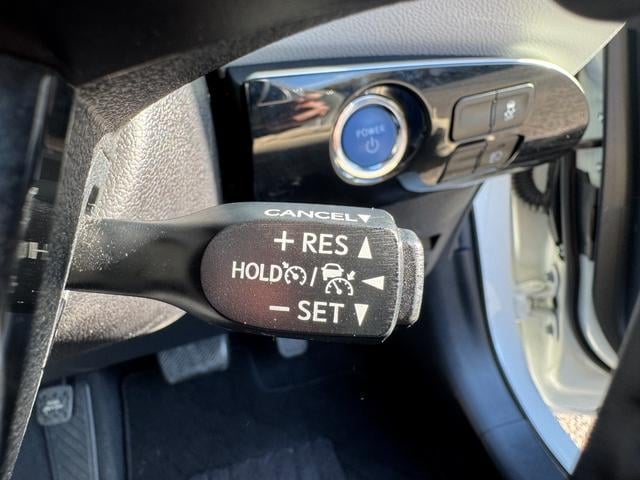 POWER
CANCEL▼
+ RES ▲
HOLD / ◀
− SET ▼